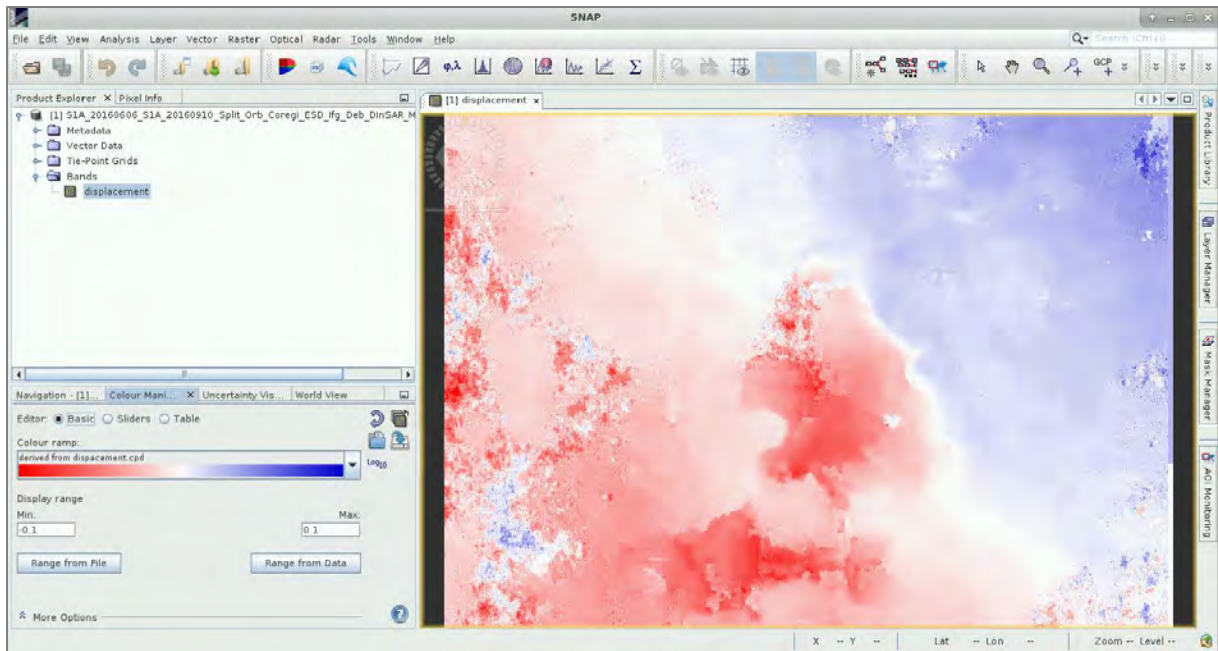 SNAP
File Edit View Analysis Layer Vector Raster Optical Radar Tools Window Help
Search (Ctrl+I)
φ,λ Σ GCP
Product Explorer Pixel Info
[1] displacement
[1] S1A_20160606_S1A_20160910_Split_Orb_Coregi_ESD_Ifg_Deb_DInSAR_M
Metadata
Vector Data
Tie-Point Grids
Bands
displacement
Product Library
Layer Manager
Mask Manager
AOI Monitoring
Navigation - [1]... Colour Mani... Uncertainty Vis... World View
Editor: Basic Sliders Table
Colour ramp:
derived from dispacement.cpd
Log10
Display range
Min: Max:
-0.1 0.1
Range from File Range from Data
More Options
X -- Y -- Lat -- Lon -- Zoom -- Level --